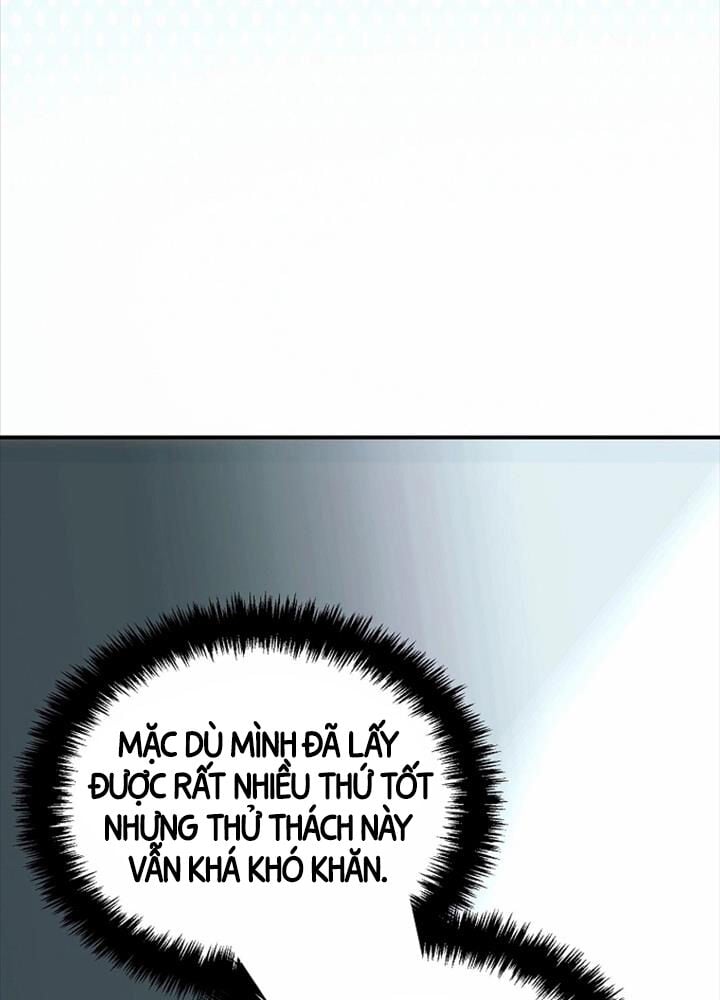 MẶC DÙ MÌNH ĐÃ LẤY
ĐƯỢC RẤT NHIỀU THỨ TỐT
NHƯNG THỬ THÁCH NÀY
VẪN KHÁ KHÓ KHĂN.